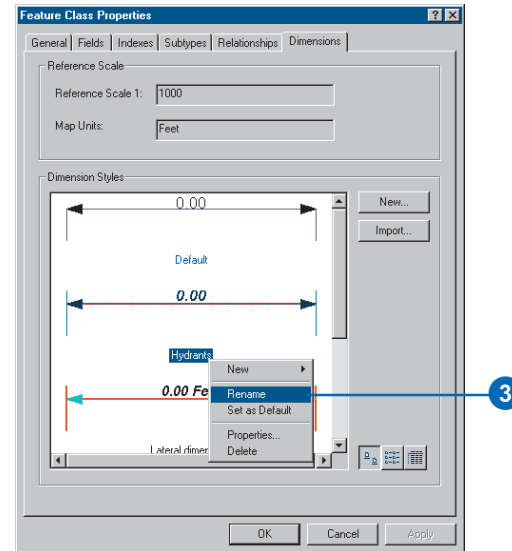 Feature Class Properties
General Fields Indexes Subtypes Relationships Dimensions
Reference Scale
Reference Scale 1: 1000
Map Units: Feet
Dimension Styles
0.00
New...
Import...
Default
0.00
Hydrants
New
0.00 Fe
Rename
3
Set as Default
Properties...
Lateral dimer
Delete
OK Cancel Apply